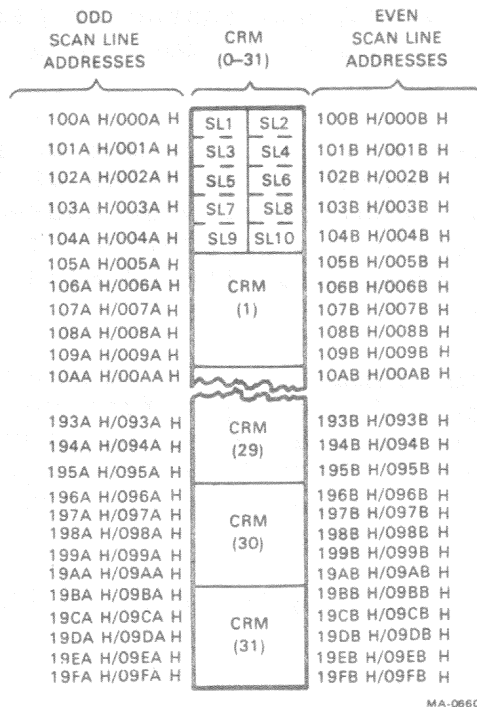 ODD EVEN
SCAN LINE CRM SCAN LINE
ADDRESSES (0–31) ADDRESSES
100A H/000A H SL1 SL2 100B H/000B H
101A H/001A H SL3 SL4 101B H/001B H
102A H/002A H SL5 SL6 102B H/002B H
103A H/003A H SL7 SL8 103B H/003B H
104A H/004A H SL9 SL10 104B H/004B H
105A H/005A H 105B H/005B H
106A H/006A H CRM 106B H/006B H
107A H/007A H (1) 107B H/007B H
108A H/008A H 108B H/008B H
109A H/009A H 109B H/009B H
10AA H/00AA H 10AB H/00AB H
193A H/093A H CRM 193B H/093B H
194A H/094A H (29) 194B H/094B H
195A H/095A H 195B H/095B H
196A H/096A H 196B H/096B H
197A H/097A H CRM 197B H/097B H
198A H/098A H (30) 198B H/098B H
199A H/099A H 199B H/099B H
19AA H/09AA H 19AB H/09AB H
19BA H/09BA H 19BB H/09BB H
19CA H/09CA H CRM 19CB H/09CB H
19DA H/09DA H (31) 19DB H/09DB H
19EA H/09EA H 19EB H/09EB H
19FA H/09FA H 19FB H/09FB H
MA-0660